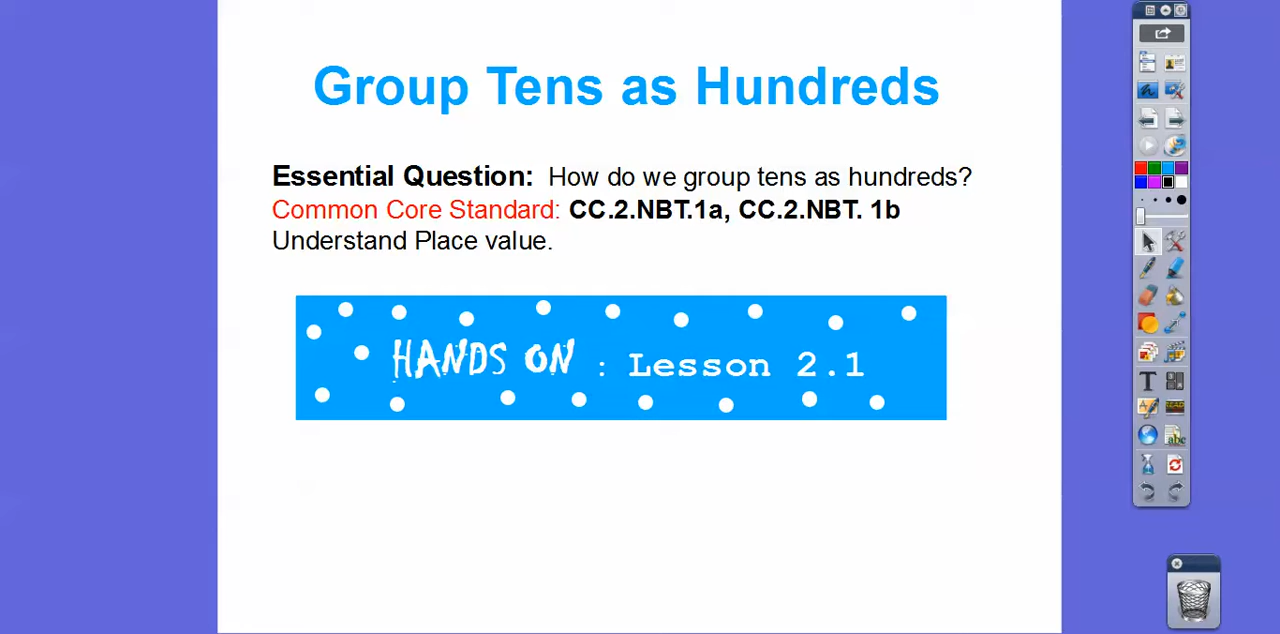 Group Tens as Hundreds
Essential Question: How do we group tens as hundreds?
Common Core Standard: CC.2.NBT.1a, CC.2.NBT. 1b
Understand Place value.
HANDS ON : Lesson 2.1